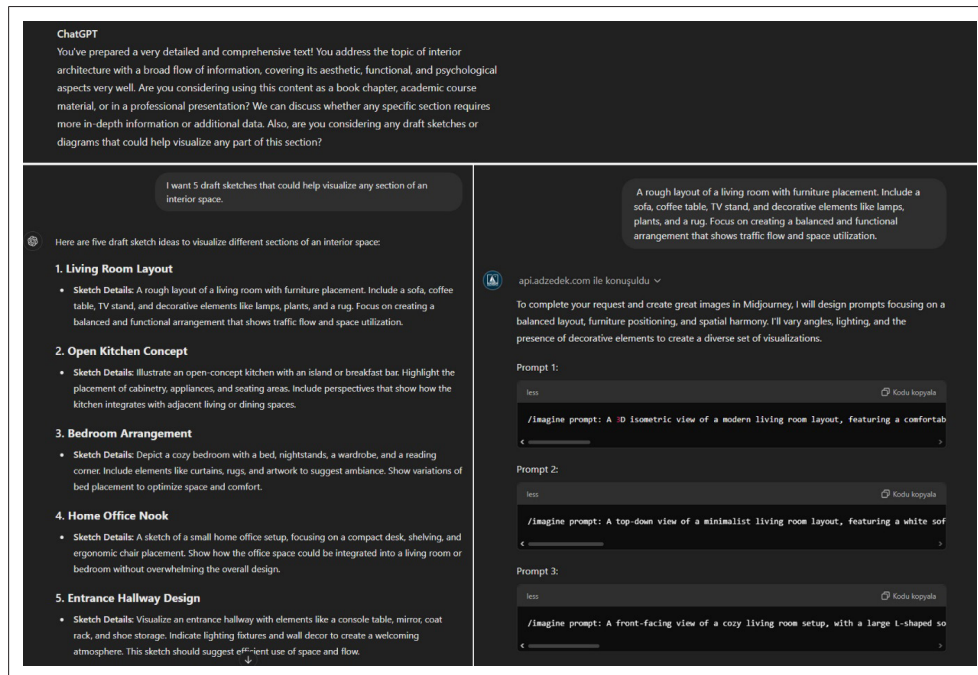 ChatGPT
You've prepared a very detailed and comprehensive text! You address the topic of interior
architecture with a broad flow of information, covering its aesthetic, functional, and psychological
aspects very well. Are you considering using this content as a book chapter, academic course
material, or in a professional presentation? We can discuss whether any specific section requires
more in-depth information or additional data. Also, are you considering any draft sketches or
diagrams that could help visualize any part of this section?
I want 5 draft sketches that could help visualize any section of an
interior space.
Here are five draft sketch ideas to visualize different sections of an interior space:
1. Living Room Layout
• Sketch Details: A rough layout of a living room with furniture placement. Include a sofa, coffee
table, TV stand, and decorative elements like lamps, plants, and a rug. Focus on creating a
balanced and functional arrangement that shows traffic flow and space utilization.
2. Open Kitchen Concept
• Sketch Details: Illustrate an open-concept kitchen with an island or breakfast bar. Highlight the
placement of cabinetry, appliances, and seating areas. Include perspectives that show how the
kitchen integrates with adjacent living or dining spaces.
3. Bedroom Arrangement
• Sketch Details: Depict a cozy bedroom with a bed, nightstands, a wardrobe, and a reading
corner. Include elements like curtains, rugs, and artwork to suggest ambiance. Show variations of
bed placement to optimize space and comfort.
4. Home Office Nook
• Sketch Details: A sketch of a small home office setup, focusing on a compact desk, shelving, and
ergonomic chair placement. Show how the office space could be integrated into a living room or
bedroom without overwhelming the overall design.
5. Entrance Hallway Design
• Sketch Details: Visualize an entrance hallway with elements like a console table, mirror, coat
rack, and shoe storage. Indicate lighting fixtures and wall decor to create a welcoming
atmosphere. This sketch should suggest efficient use of space and flow.
A rough layout of a living room with furniture placement. Include a
sofa, coffee table, TV stand, and decorative elements like lamps,
plants, and a rug. Focus on creating a balanced and functional
arrangement that shows traffic flow and space utilization.
api.adzedek.com ile konuşuldu
To complete your request and create great images in Midjourney, I will design prompts focusing on a
balanced layout, furniture positioning, and spatial harmony. I'll vary angles, lighting, and the
presence of decorative elements to create a diverse set of visualizations.
Prompt 1:
less Kodu kopyala
/imagine prompt: A 3D isometric view of a modern living room layout, featuring a comfortab
Prompt 2:
less Kodu kopyala
/imagine prompt: A top-down view of a minimalist living room layout, featuring a white sof
Prompt 3:
less Kodu kopyala
/imagine prompt: A front-facing view of a cozy living room setup, with a large L-shaped so